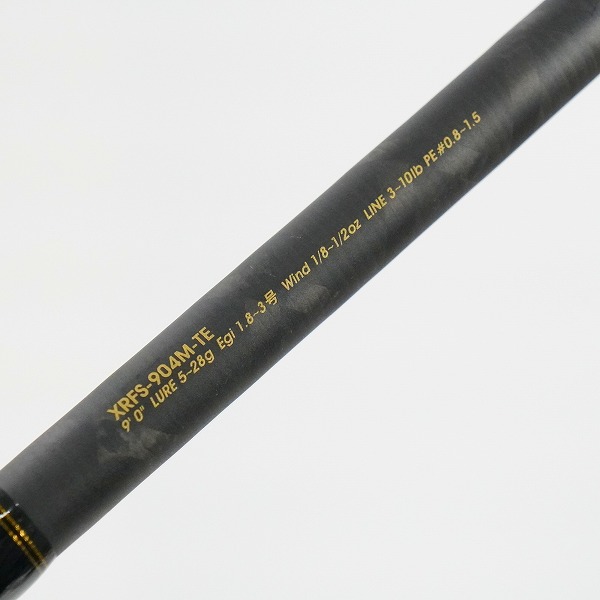 XRFS-904M-TE
9'0" LURE 5-28g Egi 1.8~3号 Wind 1/8~1/2oz LINE 3~10lb PE#0.8~1.5